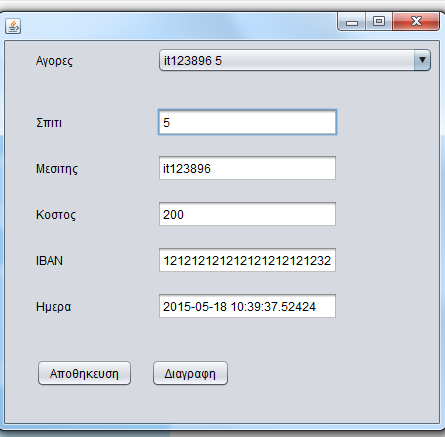 Αγορες it123896 5
Σπιτι 5
Μεσιτης it123896
Κοστος 200
IBAN 121212121212121212121232
Ημερα 2015-05-18 10:39:37.52424
Αποθηκευση Διαγραφη